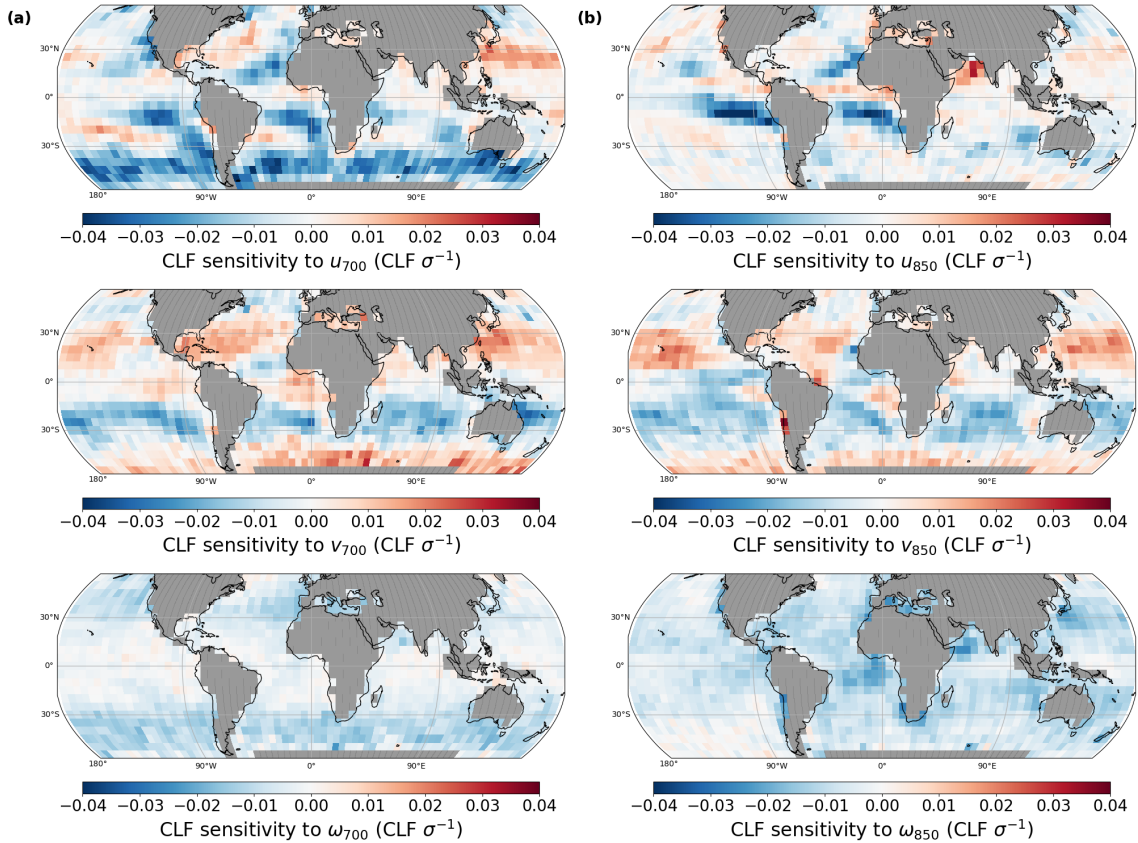 (a) (b)
30°N 30°N
0° 0°
30°S 30°S
180° 90°W 0° 90°E 180° 90°W 0° 90°E
−0.04 −0.03 −0.02 −0.01 0.00 0.01 0.02 0.03 0.04 −0.04 −0.03 −0.02 −0.01 0.00 0.01 0.02 0.03 0.04
CLF sensitivity to u₇₀₀ (CLF σ⁻¹) CLF sensitivity to u₈₅₀ (CLF σ⁻¹)
30°N 30°N
0° 0°
30°S 30°S
180° 90°W 0° 90°E 180° 90°W 0° 90°E
−0.04 −0.03 −0.02 −0.01 0.00 0.01 0.02 0.03 0.04 −0.04 −0.03 −0.02 −0.01 0.00 0.01 0.02 0.03 0.04
CLF sensitivity to v₇₀₀ (CLF σ⁻¹) CLF sensitivity to v₈₅₀ (CLF σ⁻¹)
30°N 30°N
0° 0°
30°S 30°S
180° 90°W 0° 90°E 180° 90°W 0° 90°E
−0.04 −0.03 −0.02 −0.01 0.00 0.01 0.02 0.03 0.04 −0.04 −0.03 −0.02 −0.01 0.00 0.01 0.02 0.03 0.04
CLF sensitivity to ω₇₀₀ (CLF σ⁻¹) CLF sensitivity to ω₈₅₀ (CLF σ⁻¹)